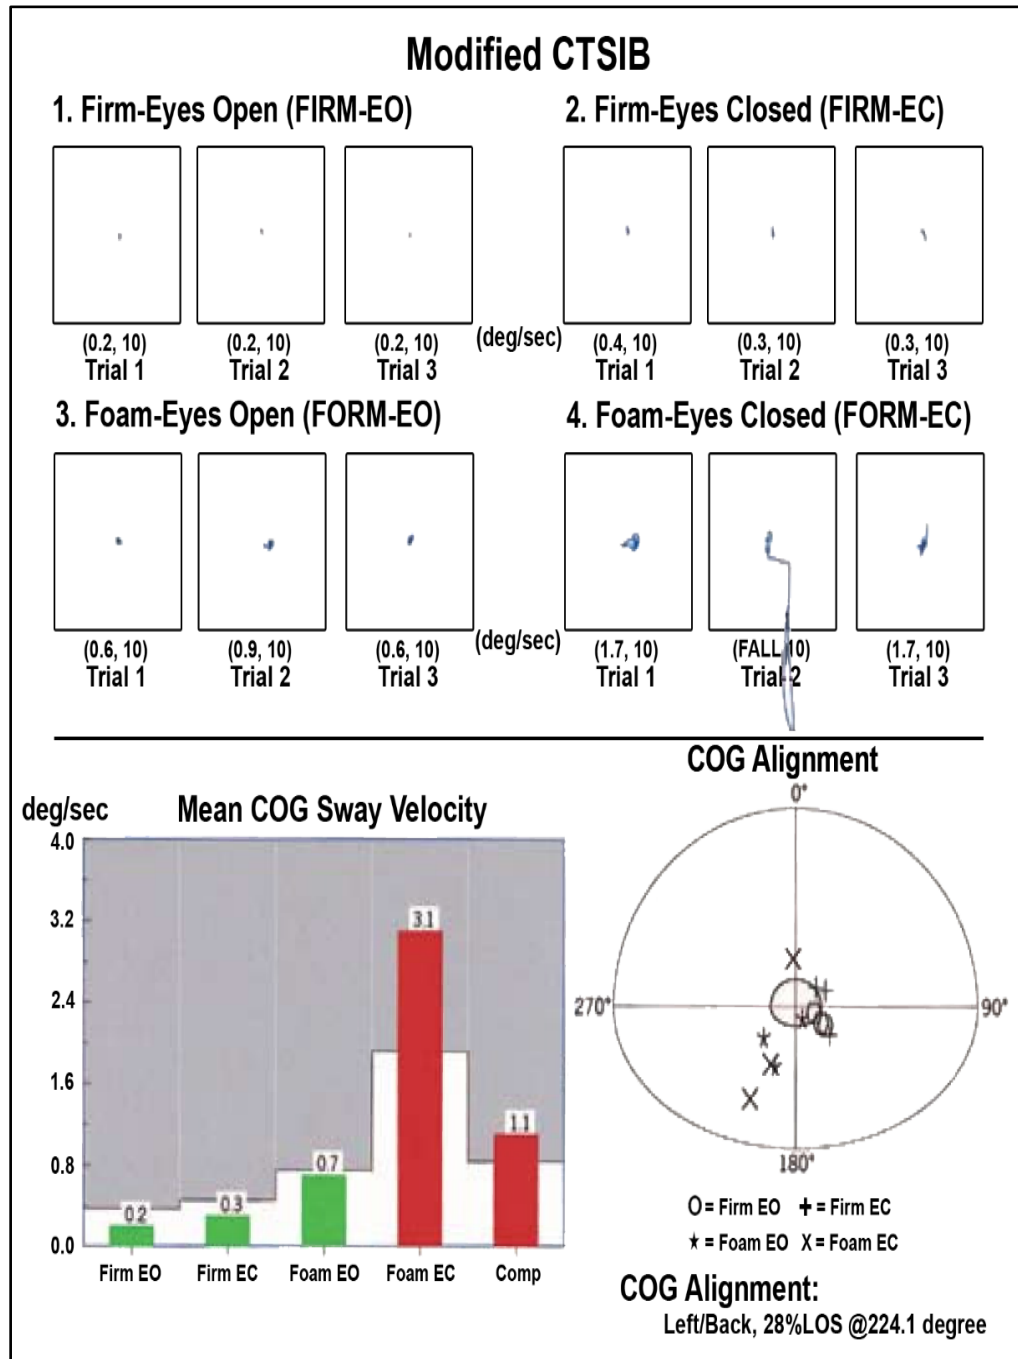 Modified CTSIB
1. Firm-Eyes Open (FIRM-EO)
2. Firm-Eyes Closed (FIRM-EC)
(0.2, 10) (0.2, 10) (0.2, 10) (deg/sec) (0.4, 10) (0.3, 10) (0.3, 10)
Trial 1 Trial 2 Trial 3 Trial 1 Trial 2 Trial 3
3. Foam-Eyes Open (FORM-EO)
4. Foam-Eyes Closed (FORM-EC)
(0.6, 10) (0.9, 10) (0.6, 10) (deg/sec) (1.7, 10) (FALL 10) (1.7, 10)
Trial 1 Trial 2 Trial 3 Trial 1 Trial 2 Trial 3
deg/sec
Mean COG Sway Velocity
4.0
3.2
2.4
1.6
0.8
0.0
0.2
0.3
0.7
3.1
1.1
Firm EO Firm EC Foam EO Foam EC Comp
COG Alignment
0°
270°
90°
180°
O = Firm EO + = Firm EC
★ = Foam EO X = Foam EC
COG Alignment:
Left/Back, 28%LOS @224.1 degree